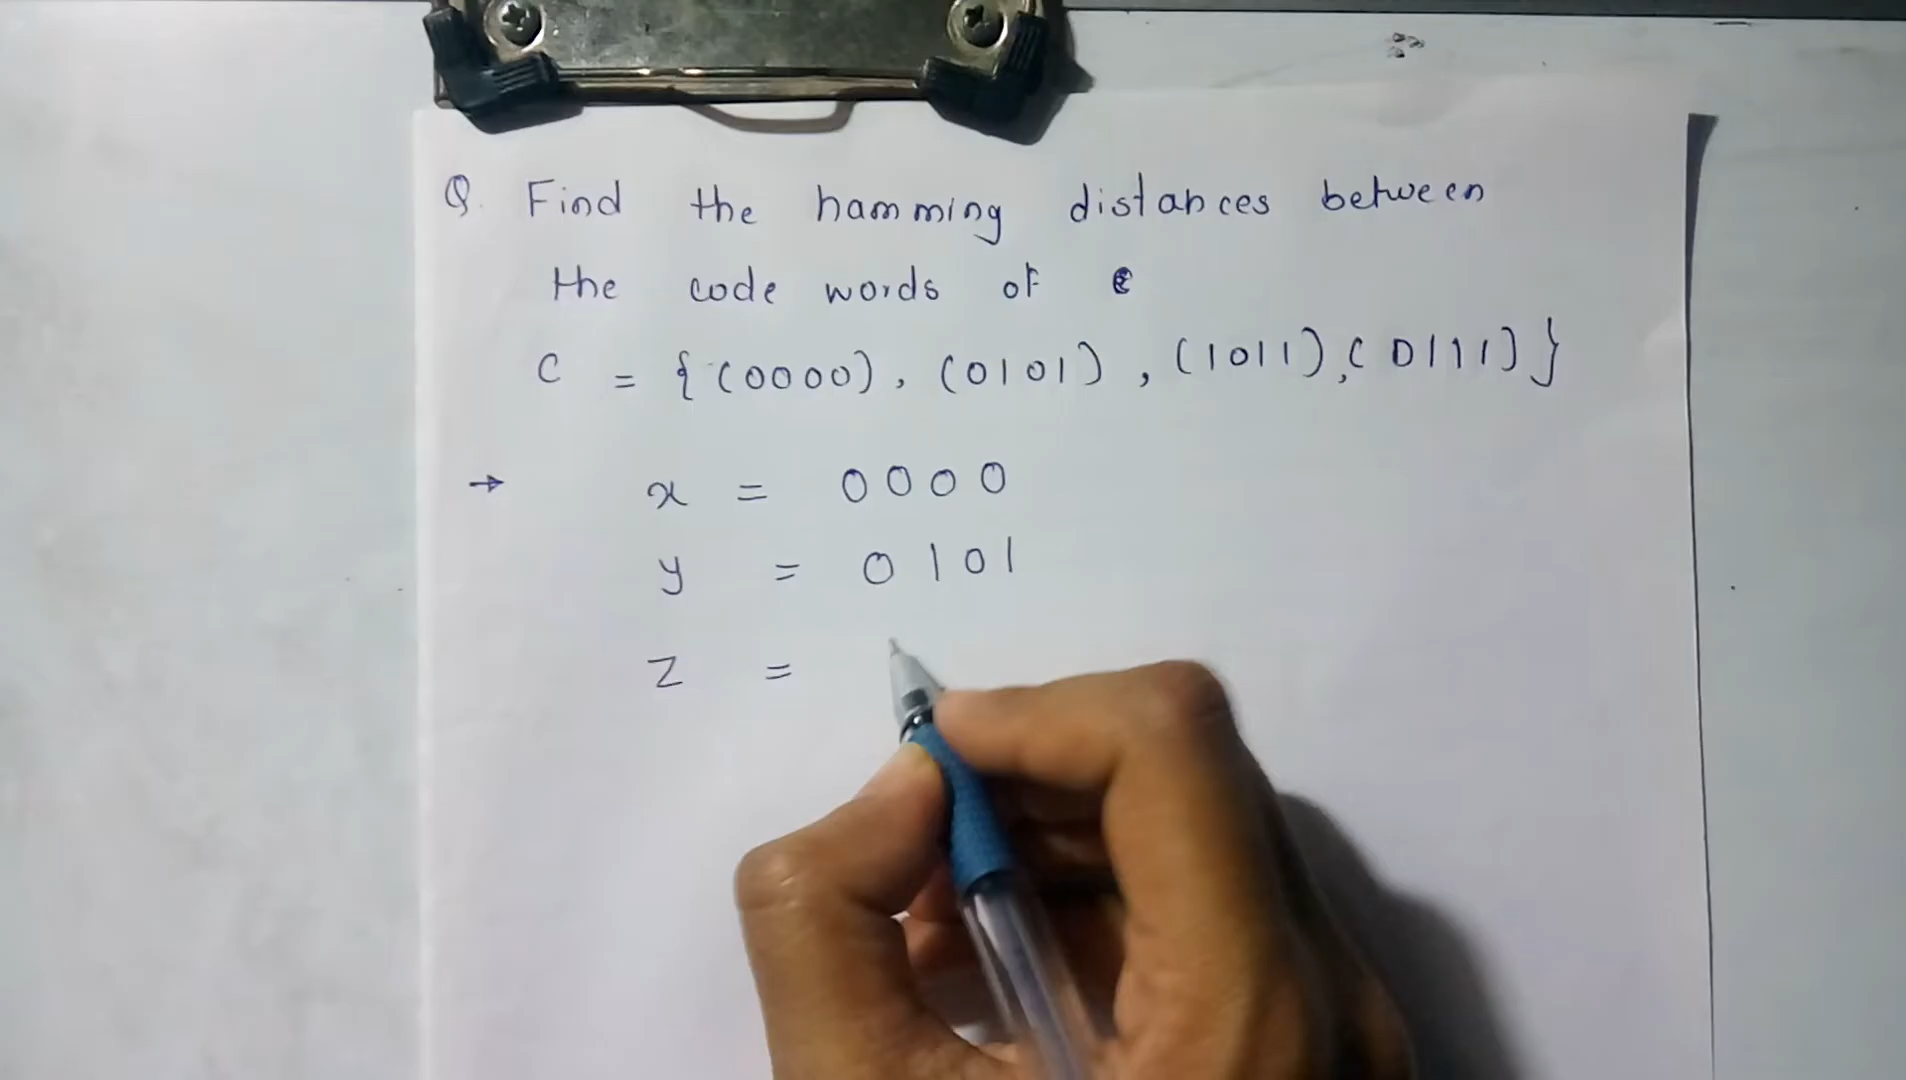 Q. Find the hamming distances between
the code words of c
C = {(0000), (0101), (1011), (0111)}
→ x = 0000
y = 0101
z =